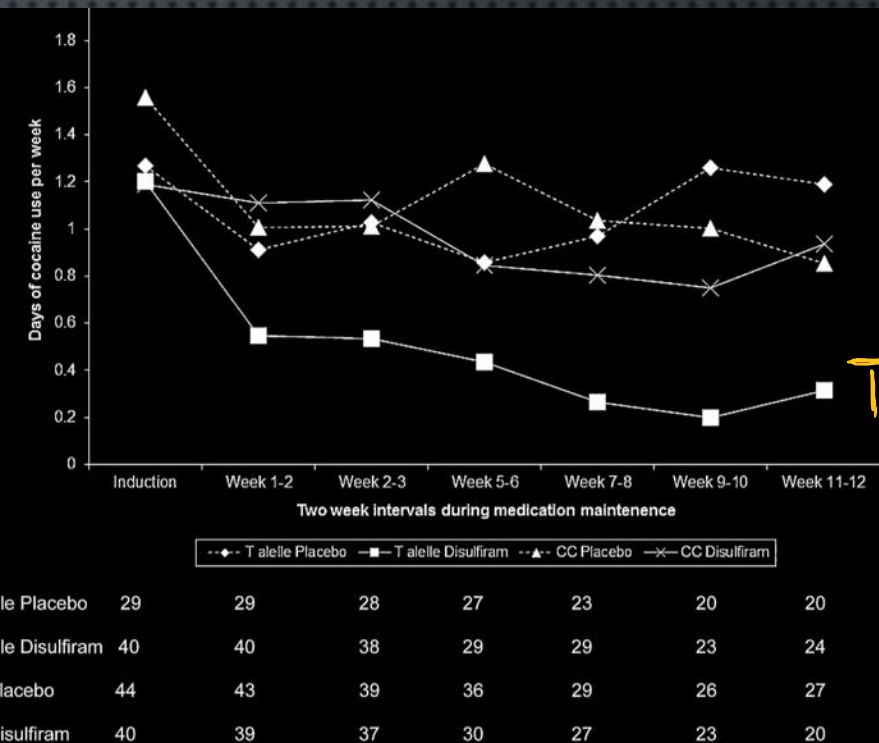 Days of cocaine use per week
1.8
1.6
1.4
1.2
1
0.8
0.6
0.4
0.2
0
T
Induction Week 1-2 Week 2-3 Week 5-6 Week 7-8 Week 9-10 Week 11-12
Two week intervals during medication maintenence
T alelle Placebo T alelle Disulfiram CC Placebo CC Disulfiram
le Placebo 29 29 28 27 23 20 20
le Disulfiram 40 40 38 29 29 23 24
lacebo 44 43 39 36 29 26 27
isulfiram 40 39 37 30 27 23 20